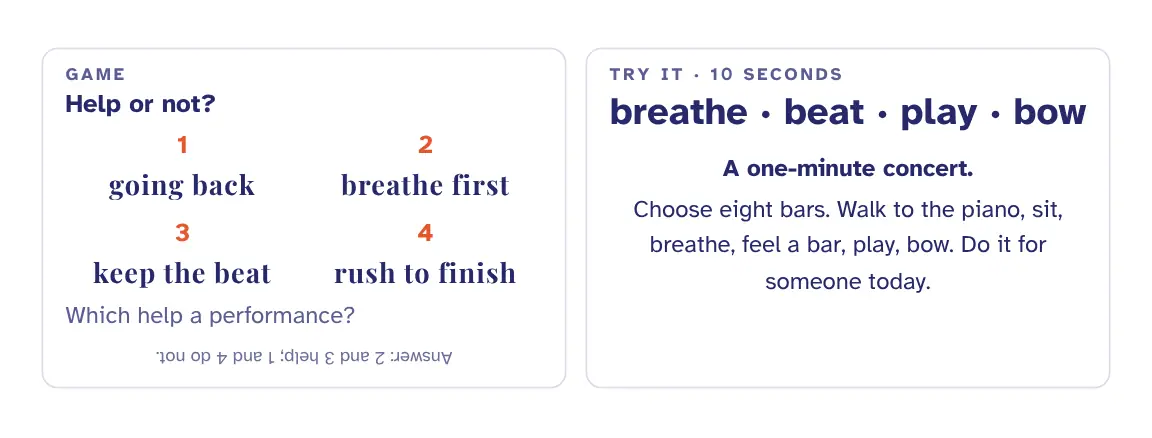 GAME
Help or not?
1
going back
2
breathe first
3
keep the beat
4
rush to finish
Which help a performance?
Answer: 2 and 3 help; 1 and 4 do not.
TRY IT · 10 SECONDS
breathe · beat · play · bow
A one-minute concert.
Choose eight bars. Walk to the piano, sit,
breathe, feel a bar, play, bow. Do it for
someone today.